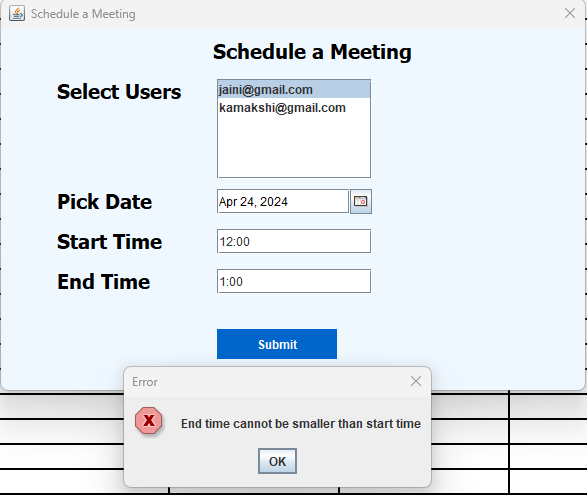 Schedule a Meeting
Schedule a Meeting
Select Users
jaini@gmail.com
kamakshi@gmail.com
Pick Date
Apr 24, 2024
Start Time
12:00
End Time
1:00
Submit
Error
End time cannot be smaller than start time
OK